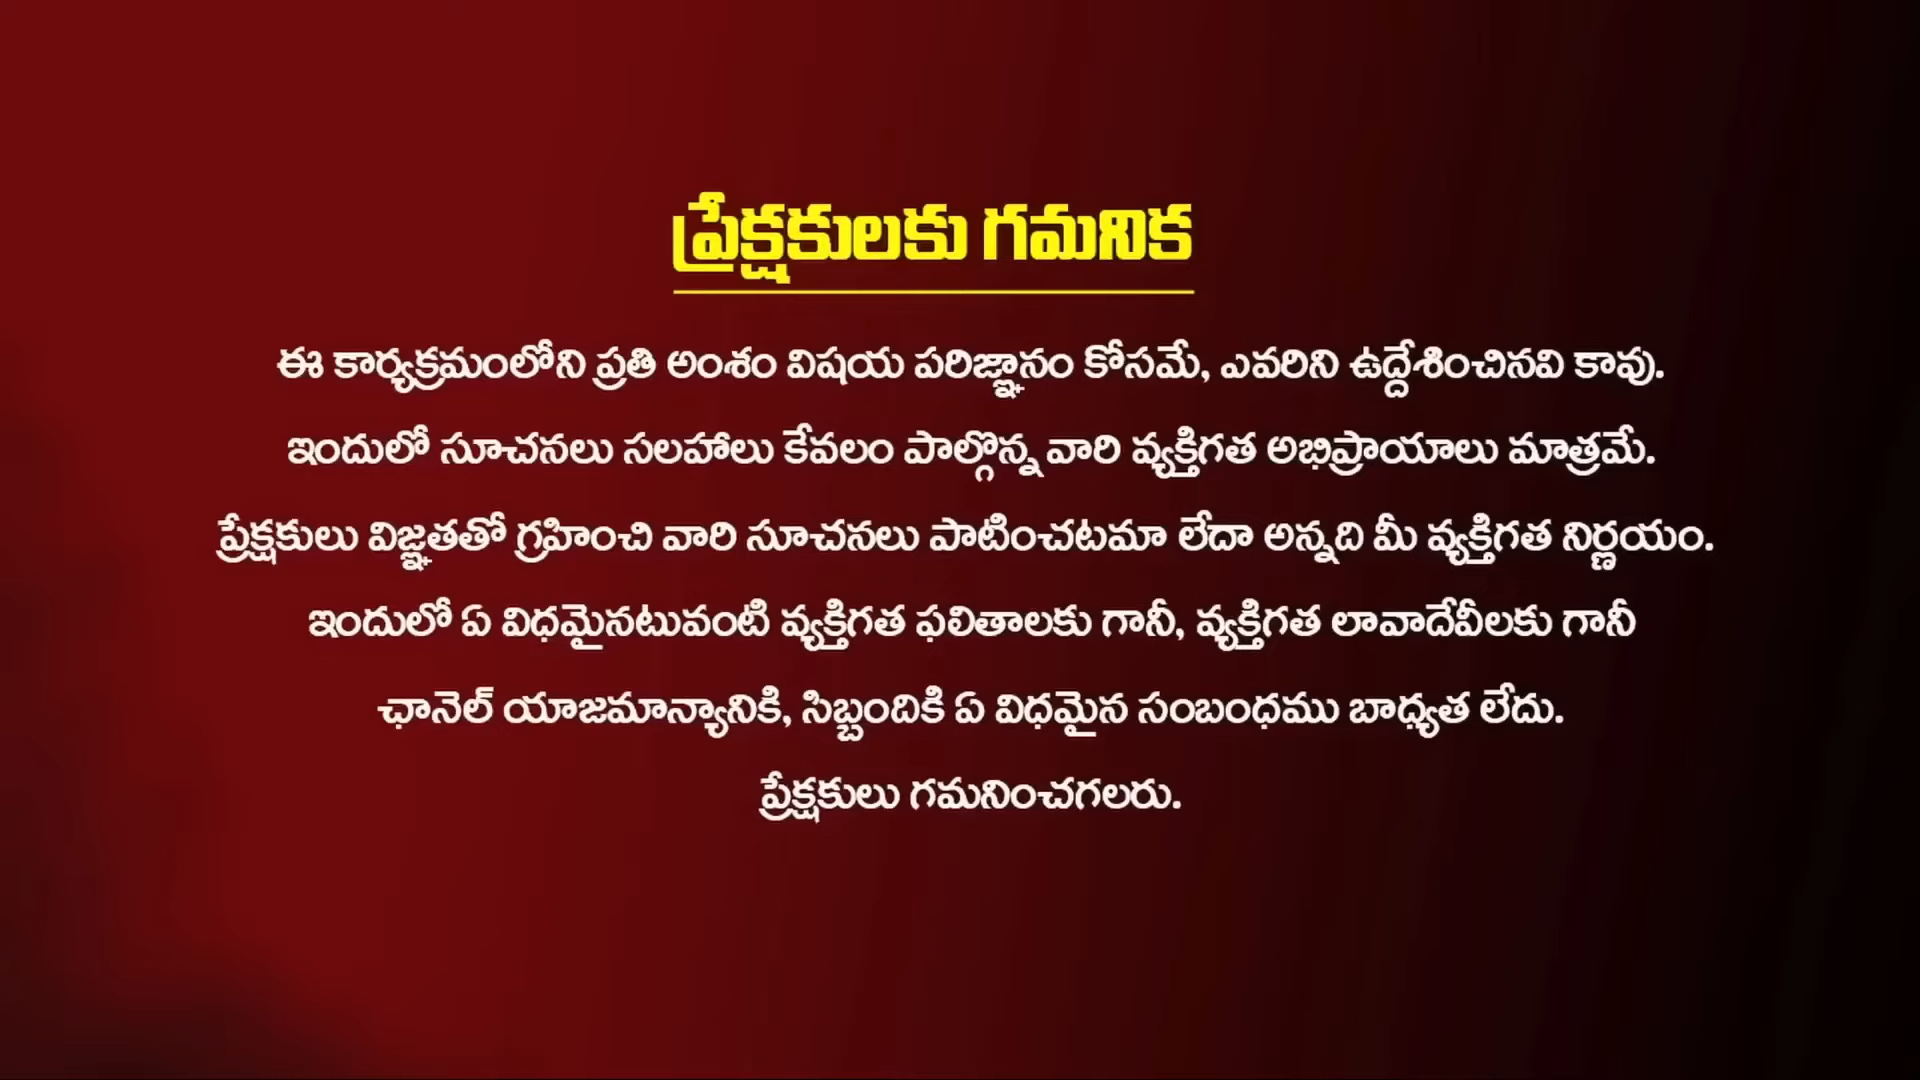 ప్రేక్షకులకు గమనిక
ఈ కార్యక్రమంలోని ప్రతి అంశం విషయ పరిజ్ఞానం కోసమే, ఎవరిని ఉద్దేశించినవి కావు.
ఇందులో సూచనలు సలహాలు కేవలం పాల్గొన్న వారి వ్యక్తిగత అభిప్రాయాలు మాత్రమే.
ప్రేక్షకులు విజ్ఞతతో గ్రహించి వారి సూచనలు పాటించటమా లేదా అన్నది మీ వ్యక్తిగత నిర్ణయం.
ఇందులో ఏ విధమైనటువంటి వ్యక్తిగత ఫలితాలకు గానీ, వ్యక్తిగత లావాదేవీలకు గానీ
ఛానెల్ యాజమాన్యానికి, సిబ్బందికి ఏ విధమైన సంబంధము బాధ్యత లేదు.
ప్రేక్షకులు గమనించగలరు.